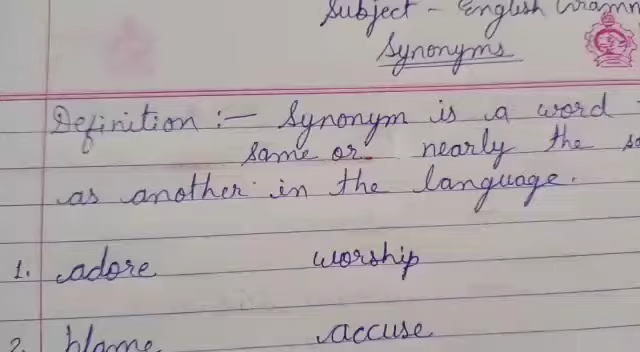 Subject - English Gramm
Synonyms
Definition :- Synonym is a word
same or nearly the
as another in the language.
1. adore worship
2. blame accuse